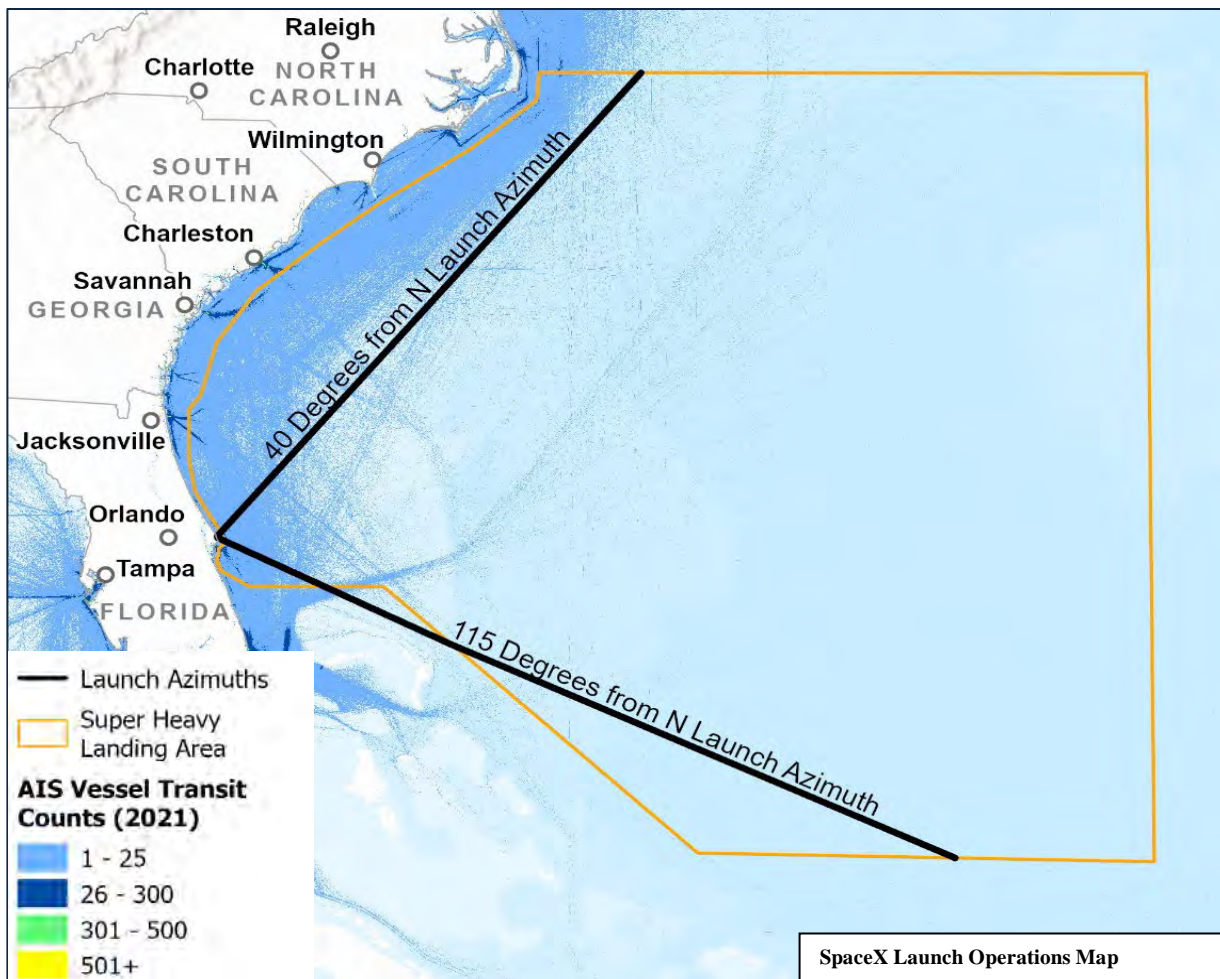 Raleigh
Charlotte
NORTH
CAROLINA
Wilmington
SOUTH
CAROLINA
Charleston
Savannah
GEORGIA
40 Degrees from N Launch Azimuth
Jacksonville
Orlando
Tampa
FLORIDA
115 Degrees from N Launch Azimuth
Launch Azimuths
Super Heavy
Landing Area
AIS Vessel Transit
Counts (2021)
1 - 25
26 - 300
301 - 500
501+
SpaceX Launch Operations Map